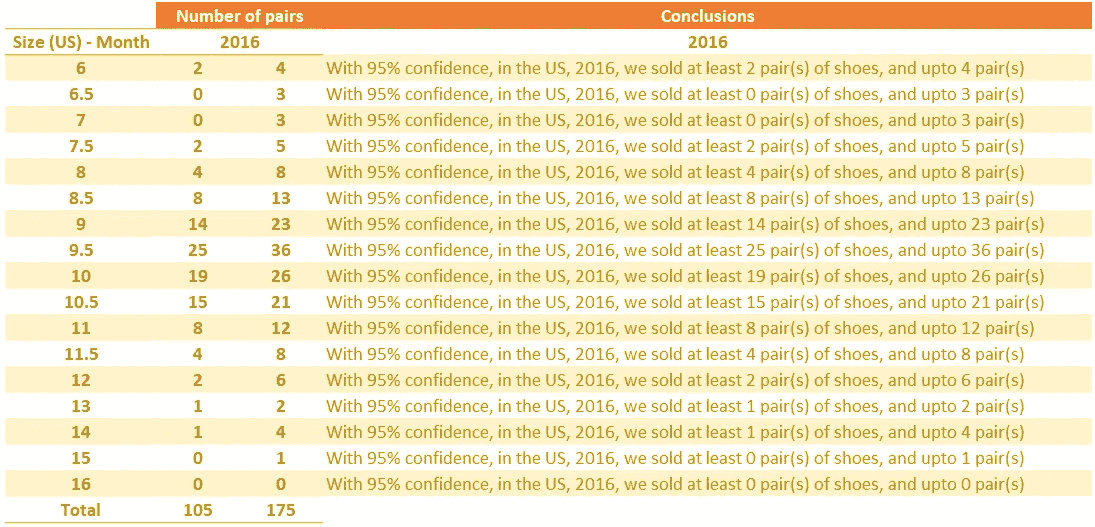 Number of pairs Conclusions
Size (US) - Month 2016 2016
6 2 4 With 95% confidence, in the US, 2016, we sold at least 2 pair(s) of shoes, and upto 4 pair(s)
6.5 0 3 With 95% confidence, in the US, 2016, we sold at least 0 pair(s) of shoes, and upto 3 pair(s)
7 0 3 With 95% confidence, in the US, 2016, we sold at least 0 pair(s) of shoes, and upto 3 pair(s)
7.5 2 5 With 95% confidence, in the US, 2016, we sold at least 2 pair(s) of shoes, and upto 5 pair(s)
8 4 8 With 95% confidence, in the US, 2016, we sold at least 4 pair(s) of shoes, and upto 8 pair(s)
8.5 8 13 With 95% confidence, in the US, 2016, we sold at least 8 pair(s) of shoes, and upto 13 pair(s)
9 14 23 With 95% confidence, in the US, 2016, we sold at least 14 pair(s) of shoes, and upto 23 pair(s)
9.5 25 36 With 95% confidence, in the US, 2016, we sold at least 25 pair(s) of shoes, and upto 36 pair(s)
10 19 26 With 95% confidence, in the US, 2016, we sold at least 19 pair(s) of shoes, and upto 26 pair(s)
10.5 15 21 With 95% confidence, in the US, 2016, we sold at least 15 pair(s) of shoes, and upto 21 pair(s)
11 8 12 With 95% confidence, in the US, 2016, we sold at least 8 pair(s) of shoes, and upto 12 pair(s)
11.5 4 8 With 95% confidence, in the US, 2016, we sold at least 4 pair(s) of shoes, and upto 8 pair(s)
12 2 6 With 95% confidence, in the US, 2016, we sold at least 2 pair(s) of shoes, and upto 6 pair(s)
13 1 2 With 95% confidence, in the US, 2016, we sold at least 1 pair(s) of shoes, and upto 2 pair(s)
14 1 4 With 95% confidence, in the US, 2016, we sold at least 1 pair(s) of shoes, and upto 4 pair(s)
15 0 1 With 95% confidence, in the US, 2016, we sold at least 0 pair(s) of shoes, and upto 1 pair(s)
16 0 0 With 95% confidence, in the US, 2016, we sold at least 0 pair(s) of shoes, and upto 0 pair(s)
Total 105 175